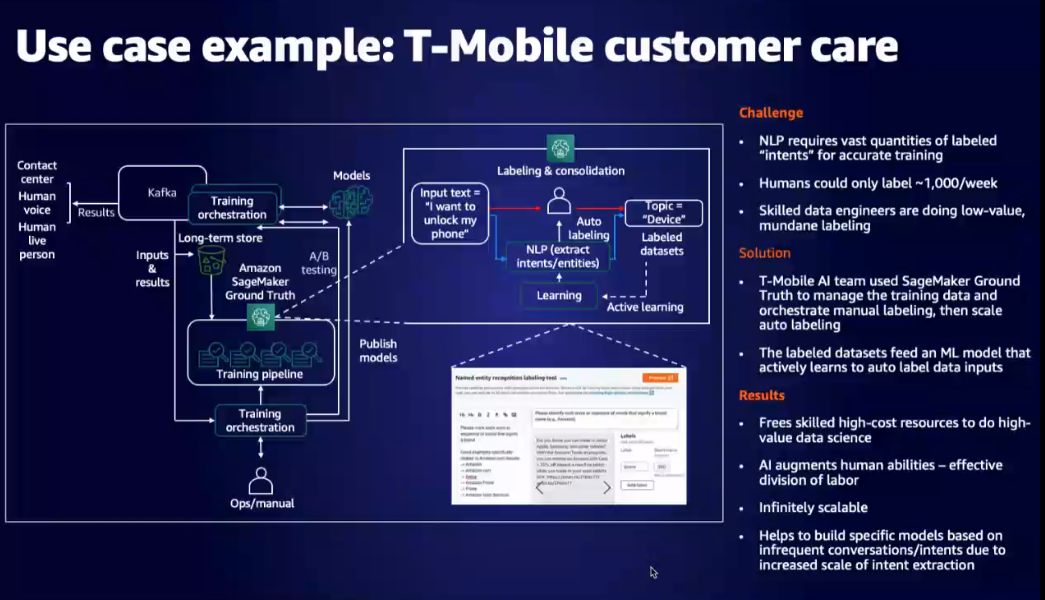 Use case example: T-Mobile customer care
Contact
center
Human
voice
Human
live
person
Results
Kafka
Training
orchestration
Models
Long-term store
Inputs
&
results
Amazon
SageMaker
Ground Truth
A/B
testing
Training pipeline
Publish
models
Training
orchestration
Ops/manual
Labeling & consolidation
Input text =
"I want to
unlock my
phone"
Auto
labeling
Topic =
"Device"
Labeled
datasets
NLP (extract
intents/entities)
Learning
Active learning
Named entity recognition labeling tool
Labels
Challenge
• NLP requires vast quantities of labeled
"intents" for accurate training
• Humans could only label ~1,000/week
• Skilled data engineers are doing low-value,
mundane labeling
Solution
• T-Mobile AI team used SageMaker Ground
Truth to manage the training data and
orchestrate manual labeling, then scale
auto labeling
• The labeled datasets feed an ML model that
actively learns to auto label data inputs
Results
• Frees skilled high-cost resources to do high-
value data science
• AI augments human abilities – effective
division of labor
• Infinitely scalable
• Helps to build specific models based on
infrequent conversations/intents due to
increased scale of intent extraction